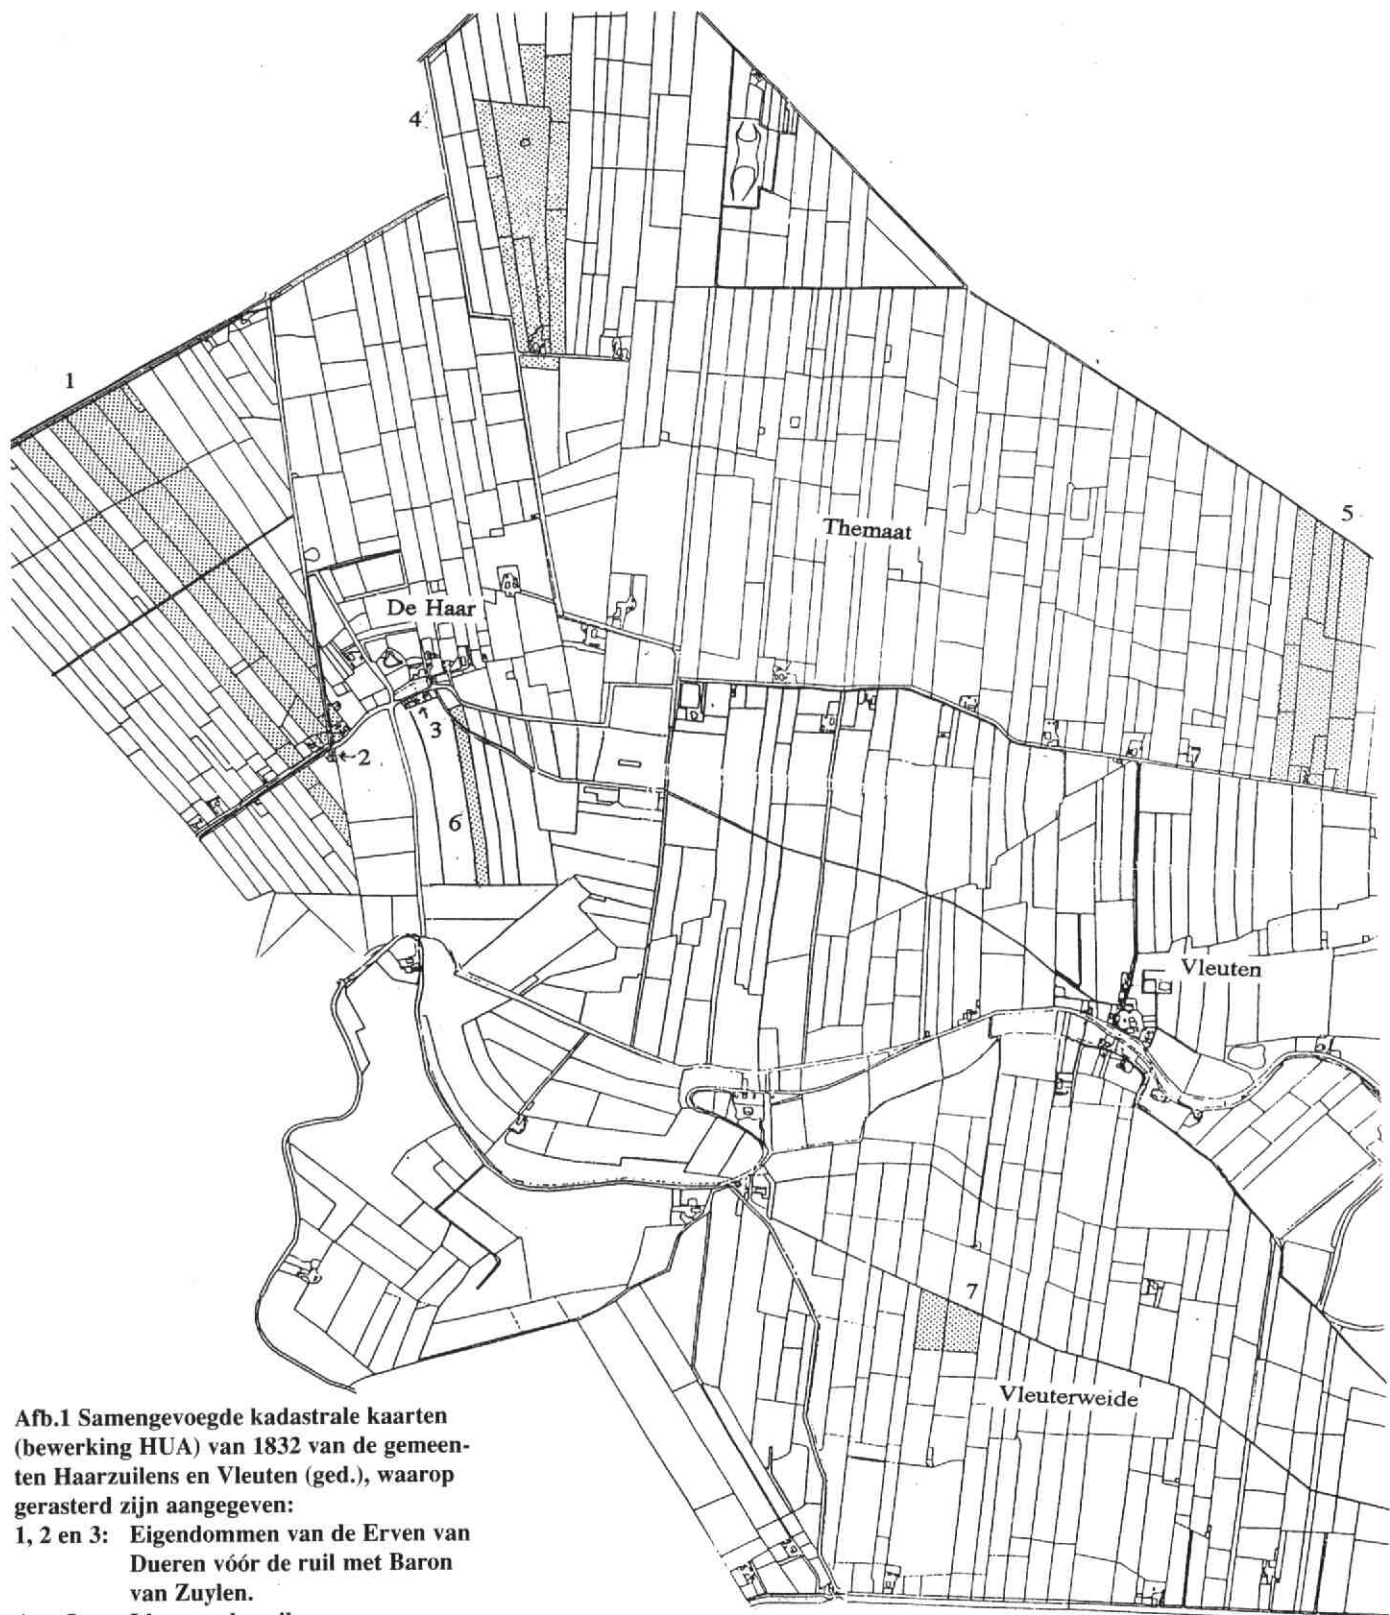 4
1
5
Themaat
De Haar
3
2
6
Vleuten
7
Vleuterweide
Afb.1 Samengevoegde kadastrale kaarten
(bewerking HUA) van 1832 van de gemeen-
ten Haarzuilens en Vleuten (ged.), waarop
gerasterd zijn aangegeven:
1, 2 en 3: Eigendommen van de Erven van
Dueren vóór de ruil met Baron
van Zuylen.